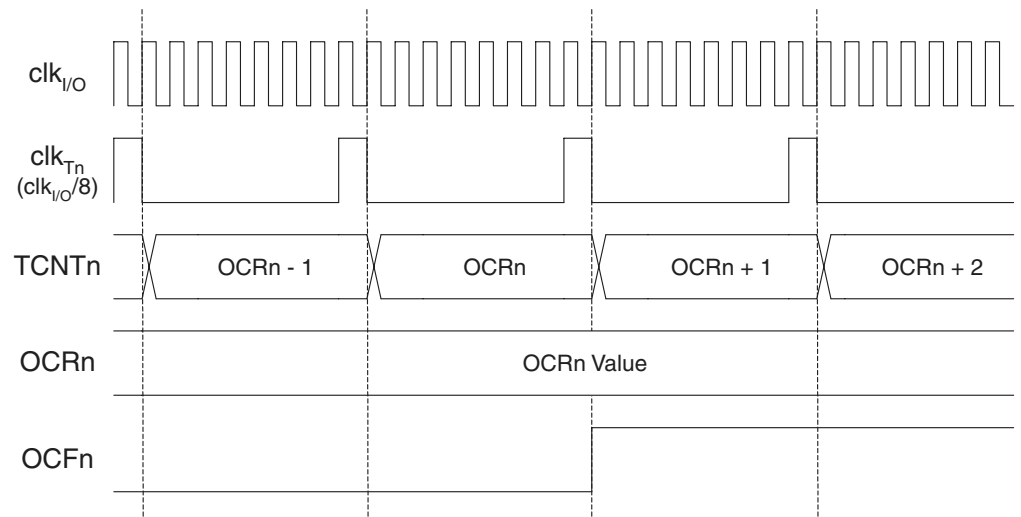 clkI/O
clkTn
(clkI/O/8)
TCNTn
OCRn - 1
OCRn
OCRn + 1
OCRn + 2
OCRn
OCRn Value
OCFn